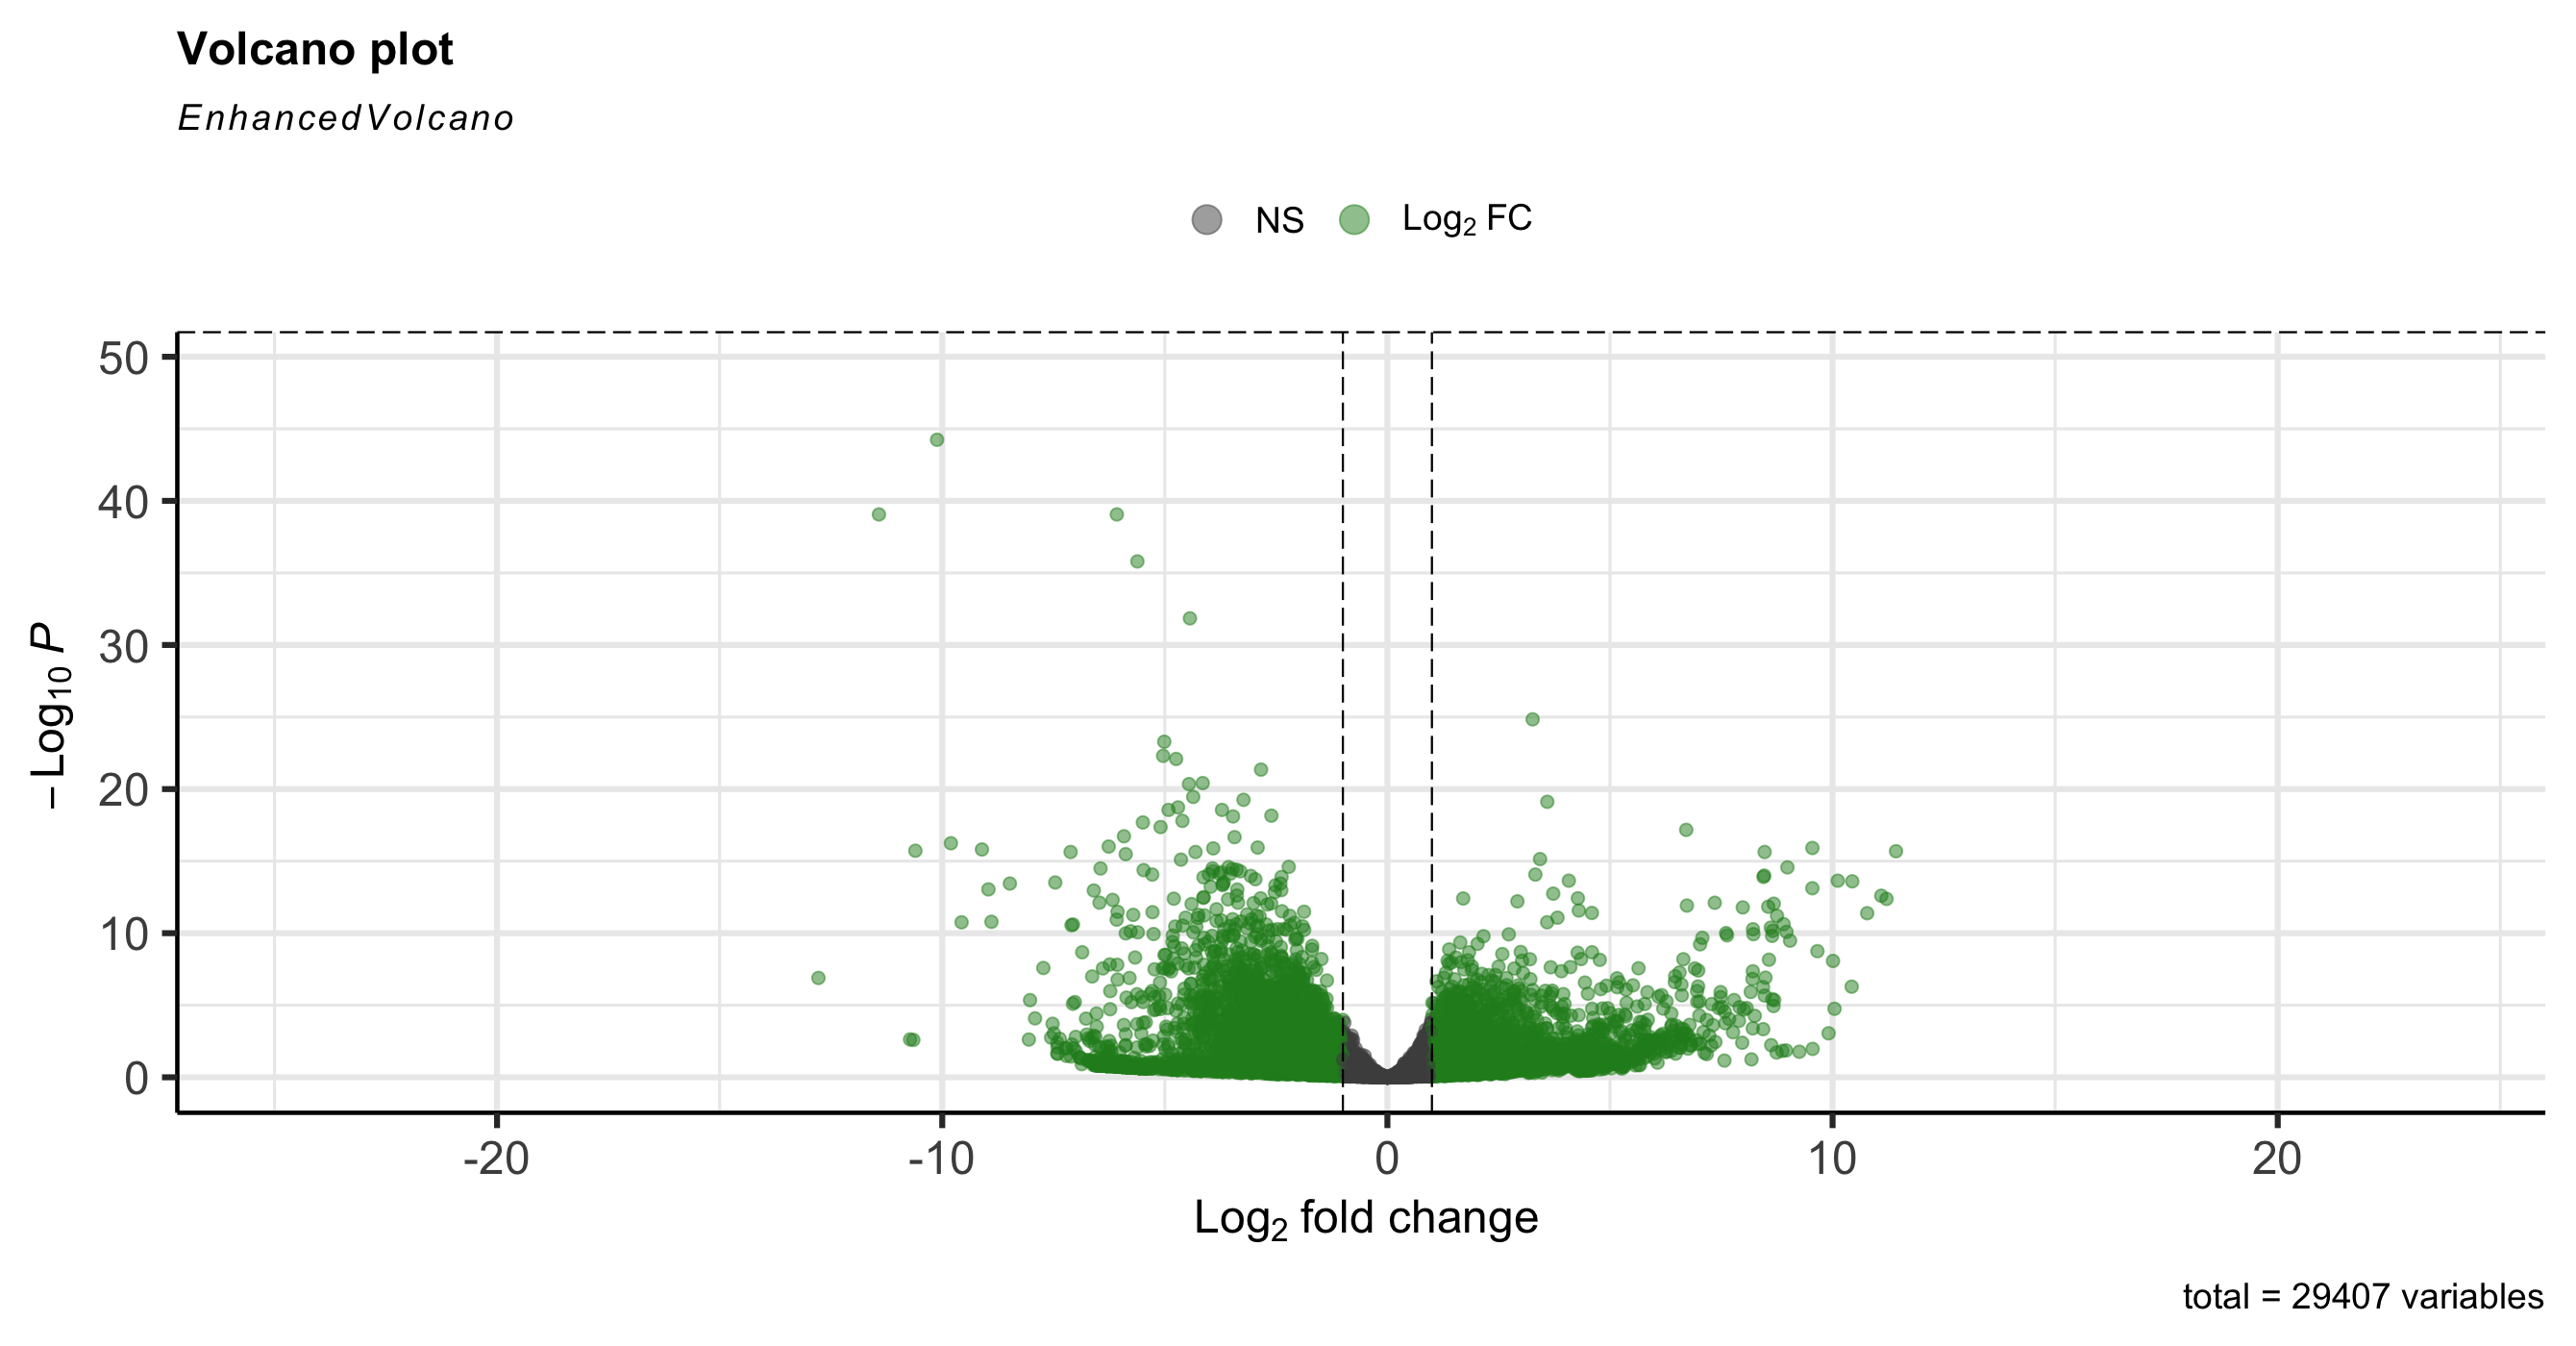 Volcano plot
EnhancedVolcano
NS Log₂ FC
50
40
30
20
10
0
−Log₁₀ P
-20 -10 0 10 20
Log₂ fold change
total = 29407 variables